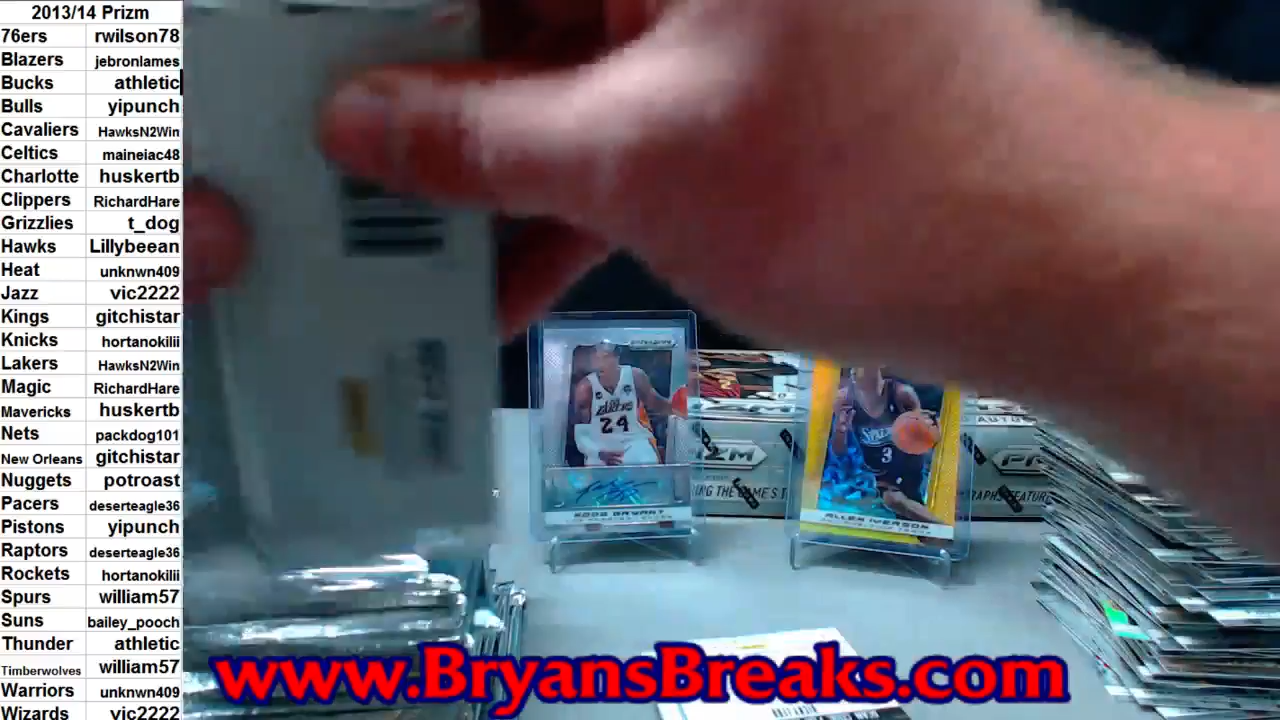 2013/14 Prizm
76ers rwilson78
Blazers jebronlames
Bucks athletic
Bulls yipunch
Cavaliers HawksN2Win
Celtics maineiac48
Charlotte huskertb
Clippers RichardHare
Grizzlies t_dog
Hawks Lillybeean
Heat unknwn409
Jazz vic2222
Kings gitchistar
Knicks hortanokilii
Lakers HawksN2Win
Magic RichardHare
Mavericks huskertb
Nets packdog101
New Orleans gitchistar
Nuggets potroast
Pacers deserteagle36
Pistons yipunch
Raptors deserteagle36
Rockets hortanokilii
Spurs william57
Suns bailey_pooch
Thunder athletic
Timberwolves william57
Warriors unknwn409
Wizards vic2222
24
KOBE BRYANT
3
ALLEN IVERSON
www.BryansBreaks.com